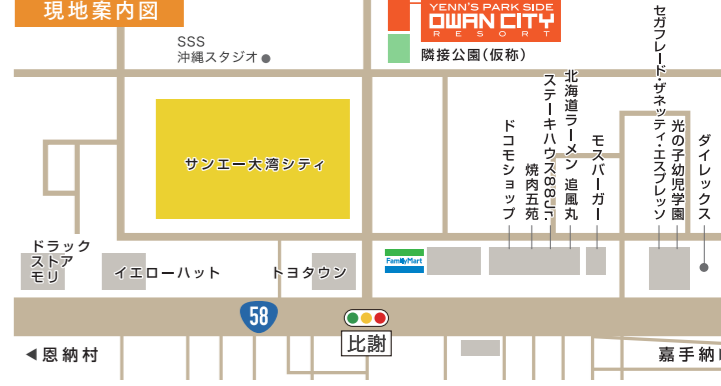 現地案内図
YENN'S PARK SIDE
OWAN CITY
RESORT
隣接公園(仮称)
SSS
沖縄スタジオ
サンエー大湾シティ
ドコモショップ
焼肉五苑
ステーキハウス88Jr.
北海道ラーメン 追風丸
モスバーガー
セガフレード・ザネッティ・エスプレッソ
光の子幼児学園
ダイレックス
ドラック
ストア
モリ
イエローハット
トヨタウン
FamilyMart
58
比謝
恩納村
嘉手納